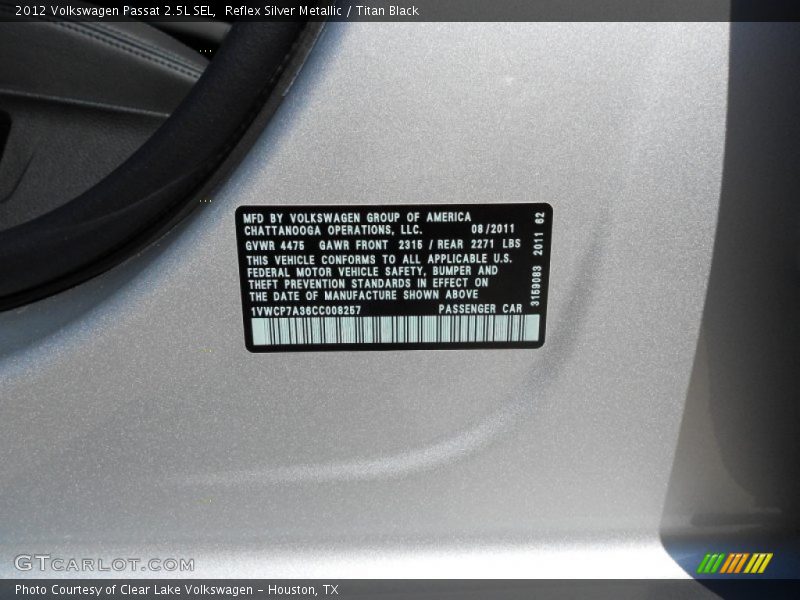 2012 Volkswagen Passat 2.5L SEL,  Reflex Silver Metallic / Titan Black
MFD BY VOLKSWAGEN GROUP OF AMERICA
CHATTANOOGA OPERATIONS, LLC. 08/2011
GVWR 4475 GAWR FRONT 2315 / REAR 2271 LBS
THIS VEHICLE CONFORMS TO ALL APPLICABLE U.S.
FEDERAL MOTOR VEHICLE SAFETY, BUMPER AND
THEFT PREVENTION STANDARDS IN EFFECT ON
THE DATE OF MANUFACTURE SHOWN ABOVE
1VWCP7A36CC008257 PASSENGER CAR
3159083 2011 62
GTCARLOT.COM
Photo Courtesy of Clear Lake Volkswagen – Houston, TX